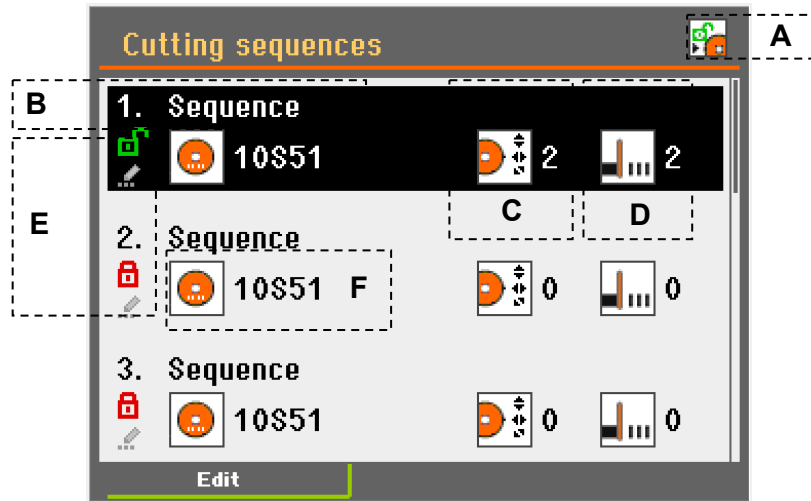 Cutting sequences
A
B
1. Sequence
10S51 2 2
E
C D
2. Sequence
10S51 F 0 0
3. Sequence
10S51 0 0
Edit